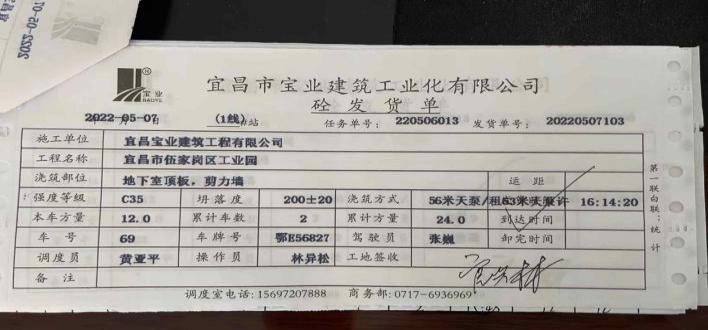 2022-05-07
宝业
BAOYE
宜昌市宝业建筑工业化有限公司
砼发货单
2022-05-07 (1线) 站 任务单号: 220506013 发货单号: 20220507103
施工单位 宜昌宝业建筑工程有限公司
工程名称 宜昌市伍家岗区工业园
浇筑部位 地下室顶板，剪力墙 运距
强度等级 C35 坍落度 200±20 浇筑方式 56米天泵/租 63米天泵 16:14:20
本车方量 12.0 累计车数 2 累计方量 24.0 到达时间
车号 69 车牌号 鄂E56827 驾驶员 张巍 卸完时间
调度员 黄亚平 操作员 林异松 工地签收
备注
调度室电话: 15697207888 商务部: 0717-6936969
第一联白联：统计